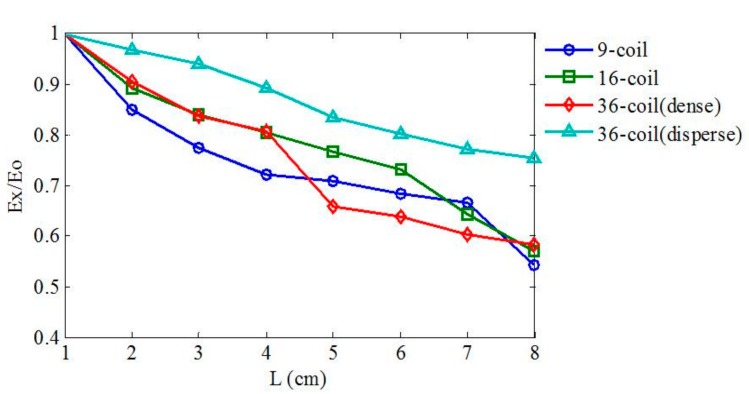 1
0.9
0.8
0.7
0.6
0.5
0.4
Ex/Eo
1 2 3 4 5 6 7 8
L (cm)
9-coil
16-coil
36-coil(dense)
36-coil(disperse)